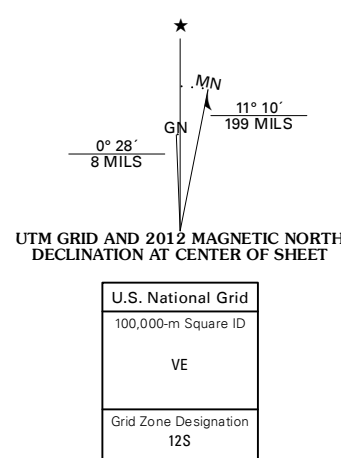 ★
MN
GN
11° 10´
199 MILS
0° 28´
8 MILS
UTM GRID AND 2012 MAGNETIC NORTH
DECLINATION AT CENTER OF SHEET
U.S. National Grid
100,000-m Square ID
VE
Grid Zone Designation
12S